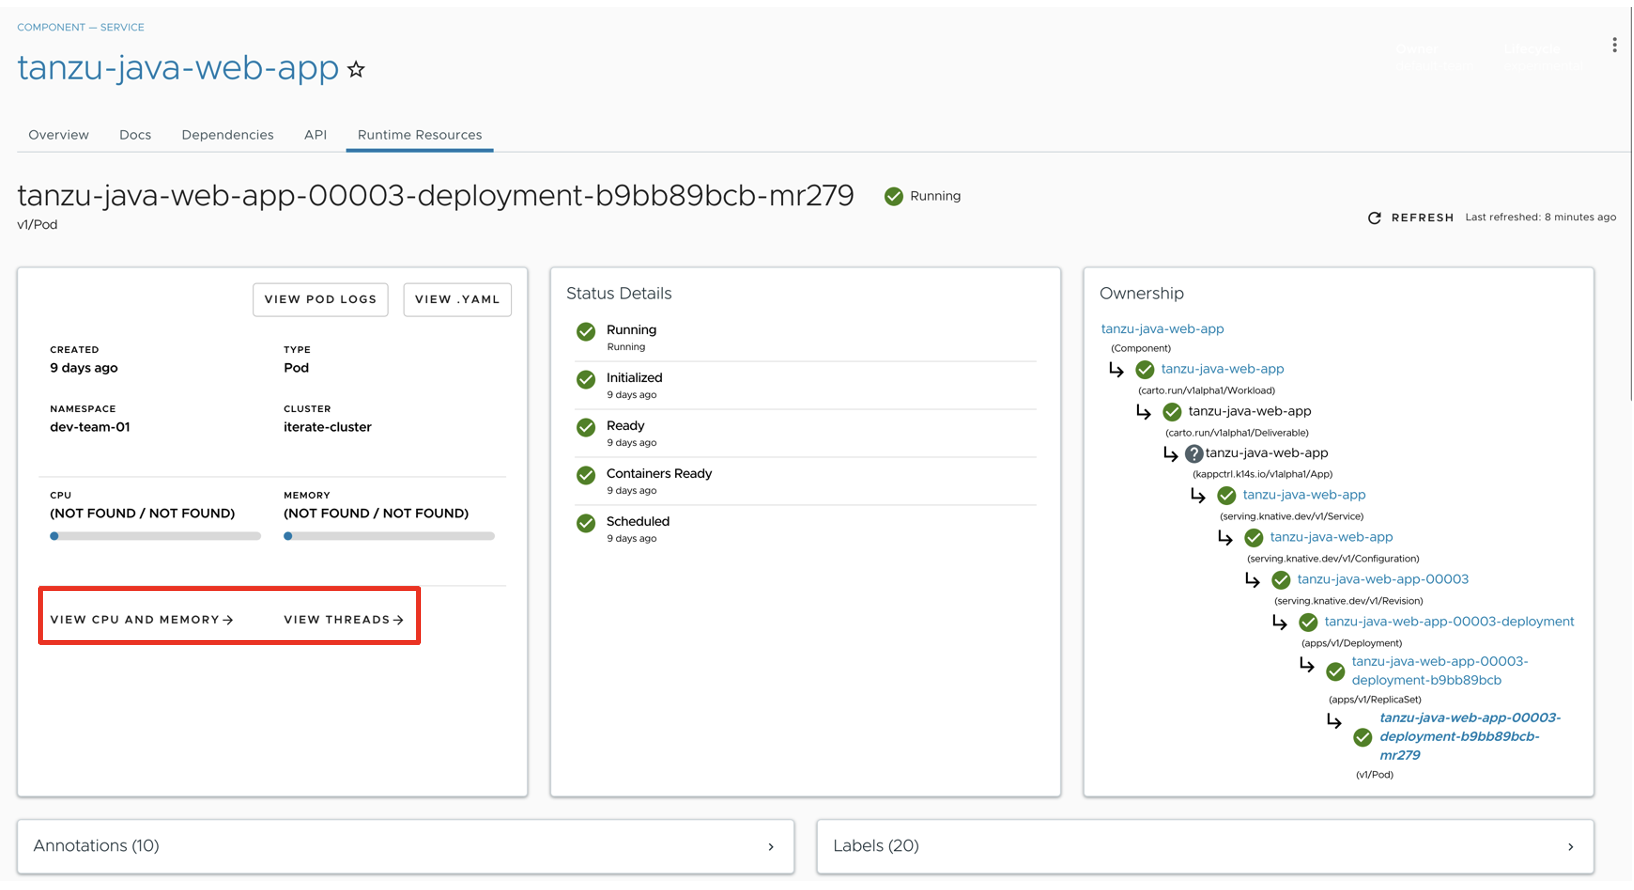 COMPONENT — SERVICE
tanzu-java-web-app
Overview
Docs
Dependencies
API
Runtime Resources
tanzu-java-web-app-00003-deployment-b9bb89bcb-mr279
Running
v1/Pod
REFRESH
Last refreshed: 8 minutes ago
VIEW POD LOGS
VIEW .YAML
CREATED
9 days ago
TYPE
Pod
NAMESPACE
dev-team-01
CLUSTER
iterate-cluster
CPU
(NOT FOUND / NOT FOUND)
MEMORY
(NOT FOUND / NOT FOUND)
VIEW CPU AND MEMORY→
VIEW THREADS→
Status Details
Running
Running
Initialized
9 days ago
Ready
9 days ago
Containers Ready
9 days ago
Scheduled
9 days ago
Ownership
tanzu-java-web-app
(Component)
tanzu-java-web-app
(carto.run/v1alpha1/Workload)
tanzu-java-web-app
(carto.run/v1alpha1/Deliverable)
tanzu-java-web-app
(kappctrl.k14s.io/v1alpha1/App)
tanzu-java-web-app
(serving.knative.dev/v1/Service)
tanzu-java-web-app
(serving.knative.dev/v1/Configuration)
tanzu-java-web-app-00003
(serving.knative.dev/v1/Revision)
tanzu-java-web-app-00003-deployment
(apps/v1/Deployment)
tanzu-java-web-app-00003-
deployment-b9bb89bcb
(apps/v1/ReplicaSet)
tanzu-java-web-app-00003-
deployment-b9bb89bcb-
mr279
(v1/Pod)
Annotations (10)
Labels (20)